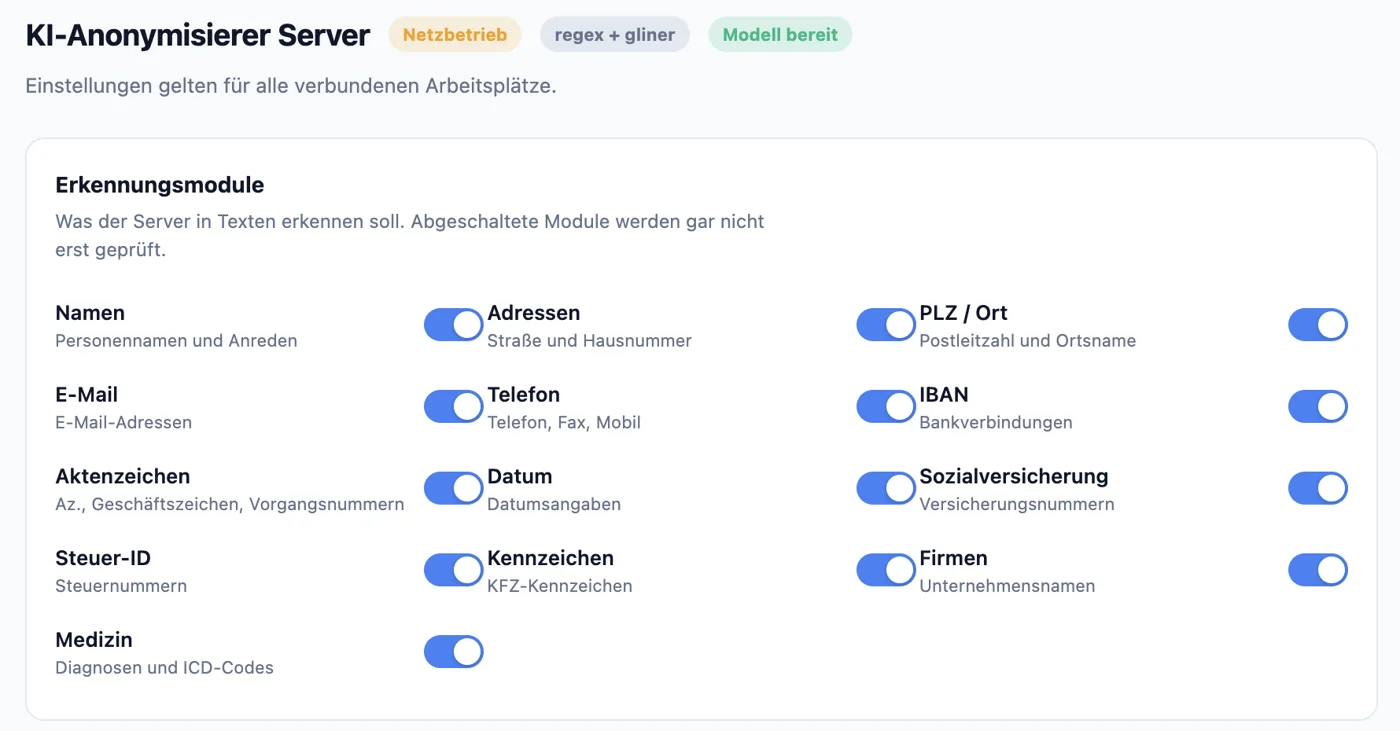 KI-Anonymisierer Server
Netzbetrieb
regex + gliner
Modell bereit
Einstellungen gelten für alle verbundenen Arbeitsplätze.
Erkennungsmodule
Was der Server in Texten erkennen soll. Abgeschaltete Module werden gar nicht
erst geprüft.
Namen
Personennamen und Anreden
Adressen
Straße und Hausnummer
PLZ / Ort
Postleitzahl und Ortsname
E-Mail
E-Mail-Adressen
Telefon
Telefon, Fax, Mobil
IBAN
Bankverbindungen
Aktenzeichen
Az., Geschäftszeichen, Vorgangsnummern
Datum
Datumsangaben
Sozialversicherung
Versicherungsnummern
Steuer-ID
Steuernummern
Kennzeichen
KFZ-Kennzeichen
Firmen
Unternehmensnamen
Medizin
Diagnosen und ICD-Codes